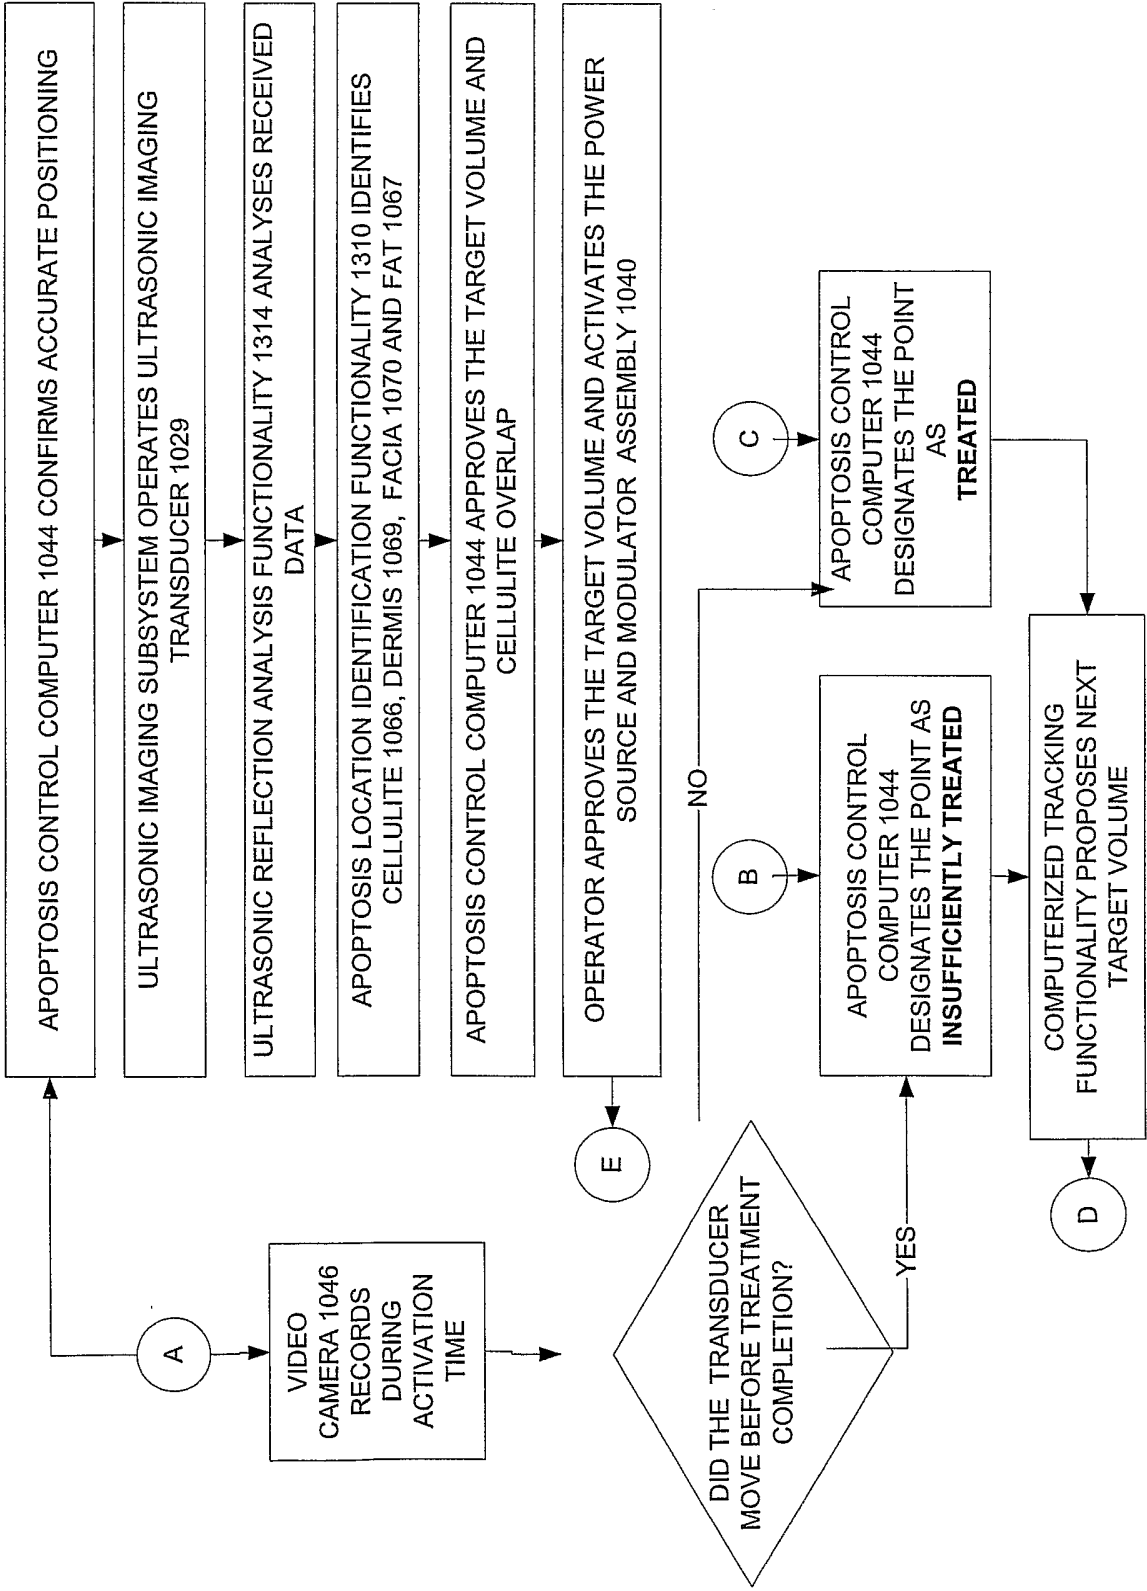 A
VIDEO
CAMERA 1046
RECORDS
DURING
ACTIVATION
TIME
DID THE TRANSDUCER
MOVE BEFORE TREATMENT
COMPLETION?
APOPTOSIS CONTROL COMPUTER 1044 CONFIRMS ACCURATE POSITIONING
ULTRASONIC IMAGING SUBSYSTEM OPERATES ULTRASONIC IMAGING
TRANSDUCER 1029
ULTRASONIC REFLECTION ANALYSIS FUNCTIONALITY 1314 ANALYSES RECEIVED
DATA
APOPTOSIS LOCATION IDENTIFICATION FUNCTIONALITY 1310 IDENTIFIES
CELLULITE 1066, DERMIS 1069, FACIA 1070 AND FAT 1067
APOPTOSIS CONTROL COMPUTER 1044 APPROVES THE TARGET VOLUME AND
CELLULITE OVERLAP
OPERATOR APPROVES THE TARGET VOLUME AND ACTIVATES THE POWER
SOURCE AND MODULATOR ASSEMBLY 1040
E
NO
YES
B
APOPTOSIS CONTROL
COMPUTER 1044
DESIGNATES THE POINT AS
INSUFFICIENTLY TREATED
C
APOPTOSIS CONTROL
COMPUTER 1044
DESIGNATES THE POINT
AS
TREATED
COMPUTERIZED TRACKING
FUNCTIONALITY PROPOSES NEXT
TARGET VOLUME
D